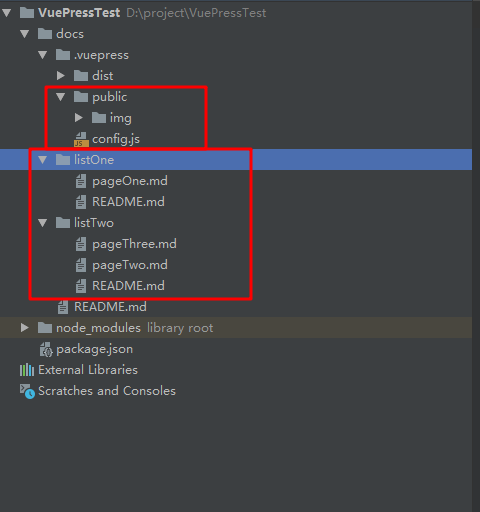 VuePressTest D:\project\VuePressTest
docs
.vuepress
dist
public
img
JS config.js
listOne
pageOne.md
README.md
listTwo
pageThree.md
pageTwo.md
README.md
README.md
node_modules library root
package.json
External Libraries
Scratches and Consoles